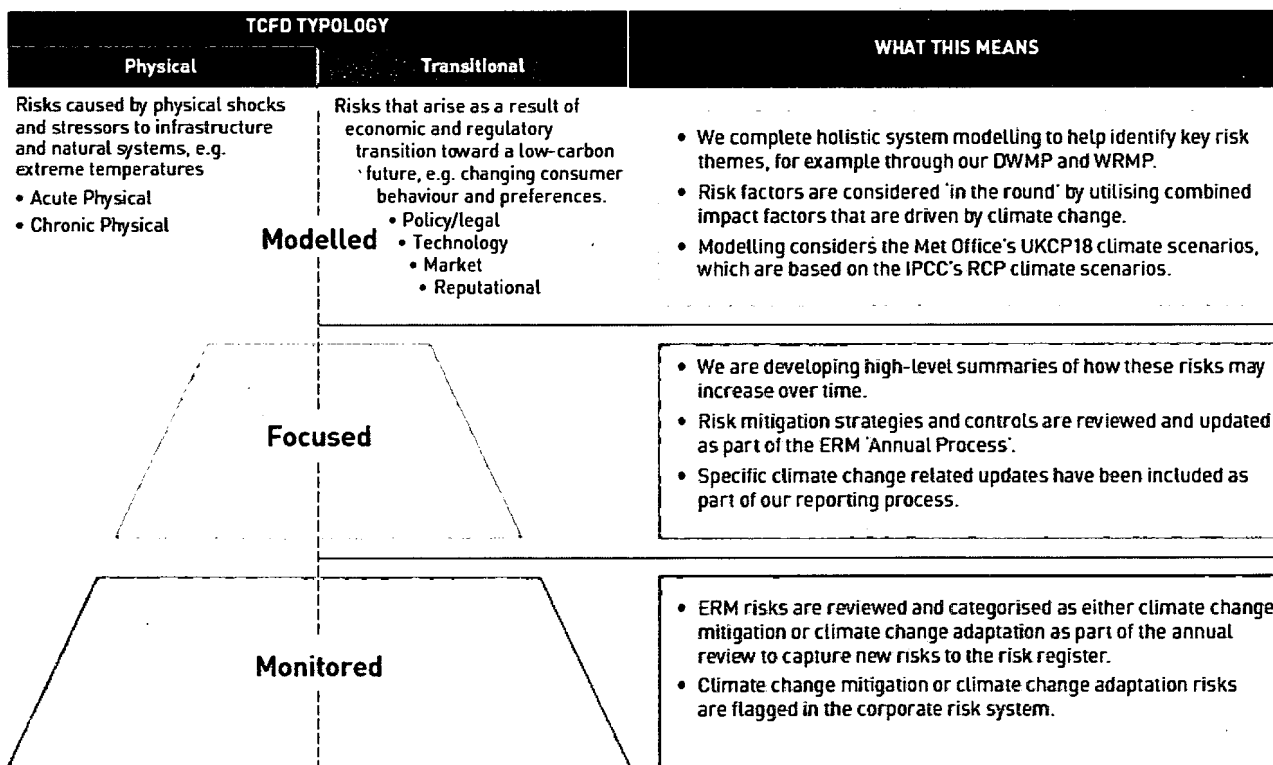 TCFD TYPOLOGY
WHAT THIS MEANS
Physical
Transitional
Risks caused by physical shocks
and stressors to infrastructure
and natural systems, e.g.
extreme temperatures
• Acute Physical
• Chronic Physical
Risks that arise as a result of
economic and regulatory
transition toward a low-carbon
future, e.g. changing consumer
behaviour and preferences.
• Policy/legal
• Technology
• Market
• Reputational
Modelled
• We complete holistic system modelling to help identify key risk
themes, for example through our DWMP and WRMP.
• Risk factors are considered 'in the round' by utilising combined
impact factors that are driven by climate change.
• Modelling considers the Met Office's UKCP18 climate scenarios,
which are based on the IPCC's RCP climate scenarios.
Focused
• We are developing high-level summaries of how these risks may
increase over time.
• Risk mitigation strategies and controls are reviewed and updated
as part of the ERM 'Annual Process'.
• Specific climate change related updates have been included as
part of our reporting process.
Monitored
• ERM risks are reviewed and categorised as either climate change
mitigation or climate change adaptation as part of the annual
review to capture new risks to the risk register.
• Climate change mitigation or climate change adaptation risks
are flagged in the corporate risk system.